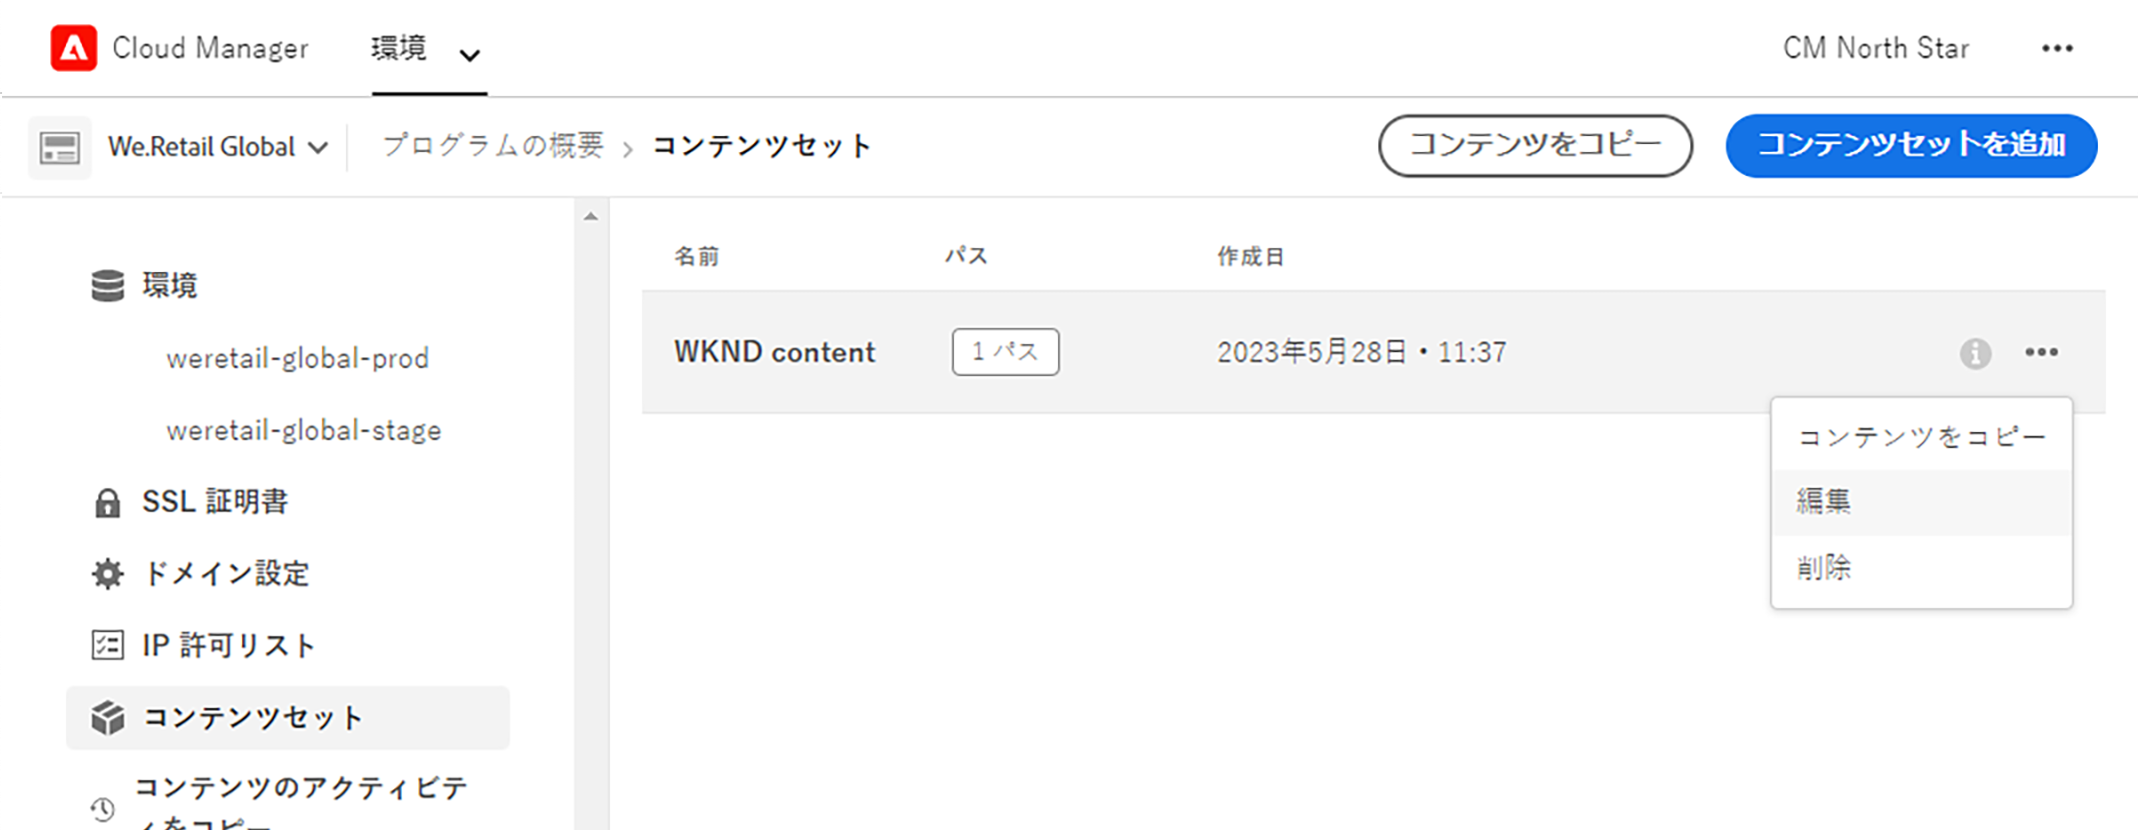 Cloud Manager 環境 CM North Star
We.Retail Global プログラムの概要 コンテンツセット コンテンツをコピー コンテンツセットを追加
環境
weretail-global-prod
weretail-global-stage
SSL 証明書
ドメイン設定
IP 許可リスト
コンテンツセット
コンテンツのアクティビテ
ィをコピー
名前 パス 作成日
WKND content 1 パス 2023年5月28日・11:37
コンテンツをコピー
編集
削除